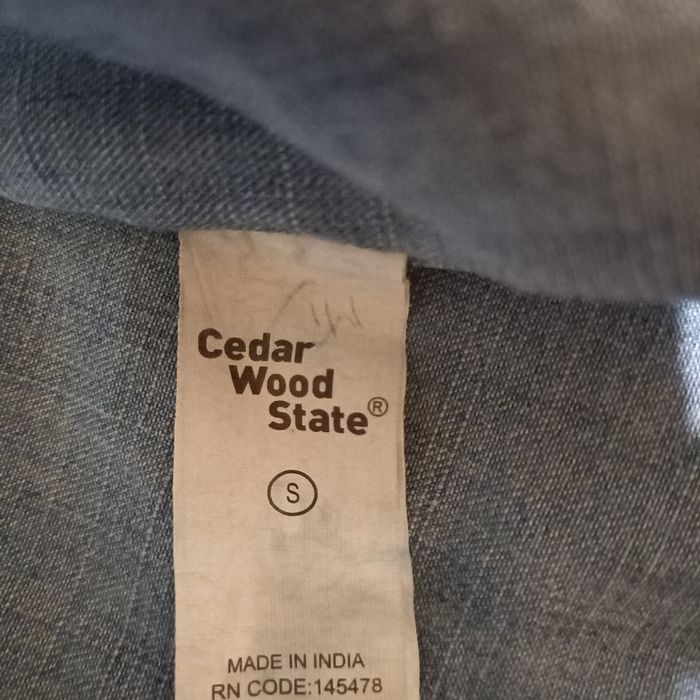 Cedar
Wood
State®
S
MADE IN INDIA
RN CODE:145478